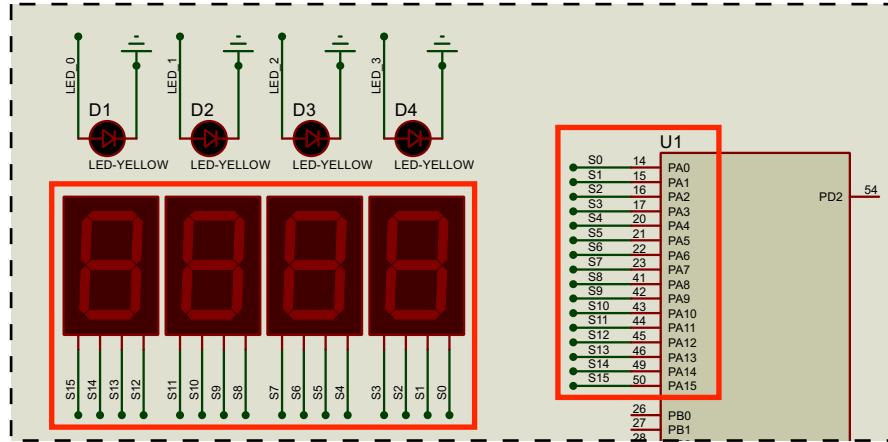 LED_0
LED_1
LED_2
LED_3
D1
D2
D3
D4
LED-YELLOW
LED-YELLOW
LED-YELLOW
LED-YELLOW
S15
S14
S13
S12
S11
S10
S9
S8
S7
S6
S5
S4
S3
S2
S1
S0
U1
S0 14 PA0
S1 15 PA1
S2 16 PA2
S3 17 PA3
S4 20 PA4
S5 21 PA5
S6 22 PA6
S7 23 PA7
S8 41 PA8
S9 42 PA9
S10 43 PA10
S11 44 PA11
S12 45 PA12
S13 46 PA13
S14 49 PA14
S15 50 PA15
PD2 54
26 PB0
27 PB1
28